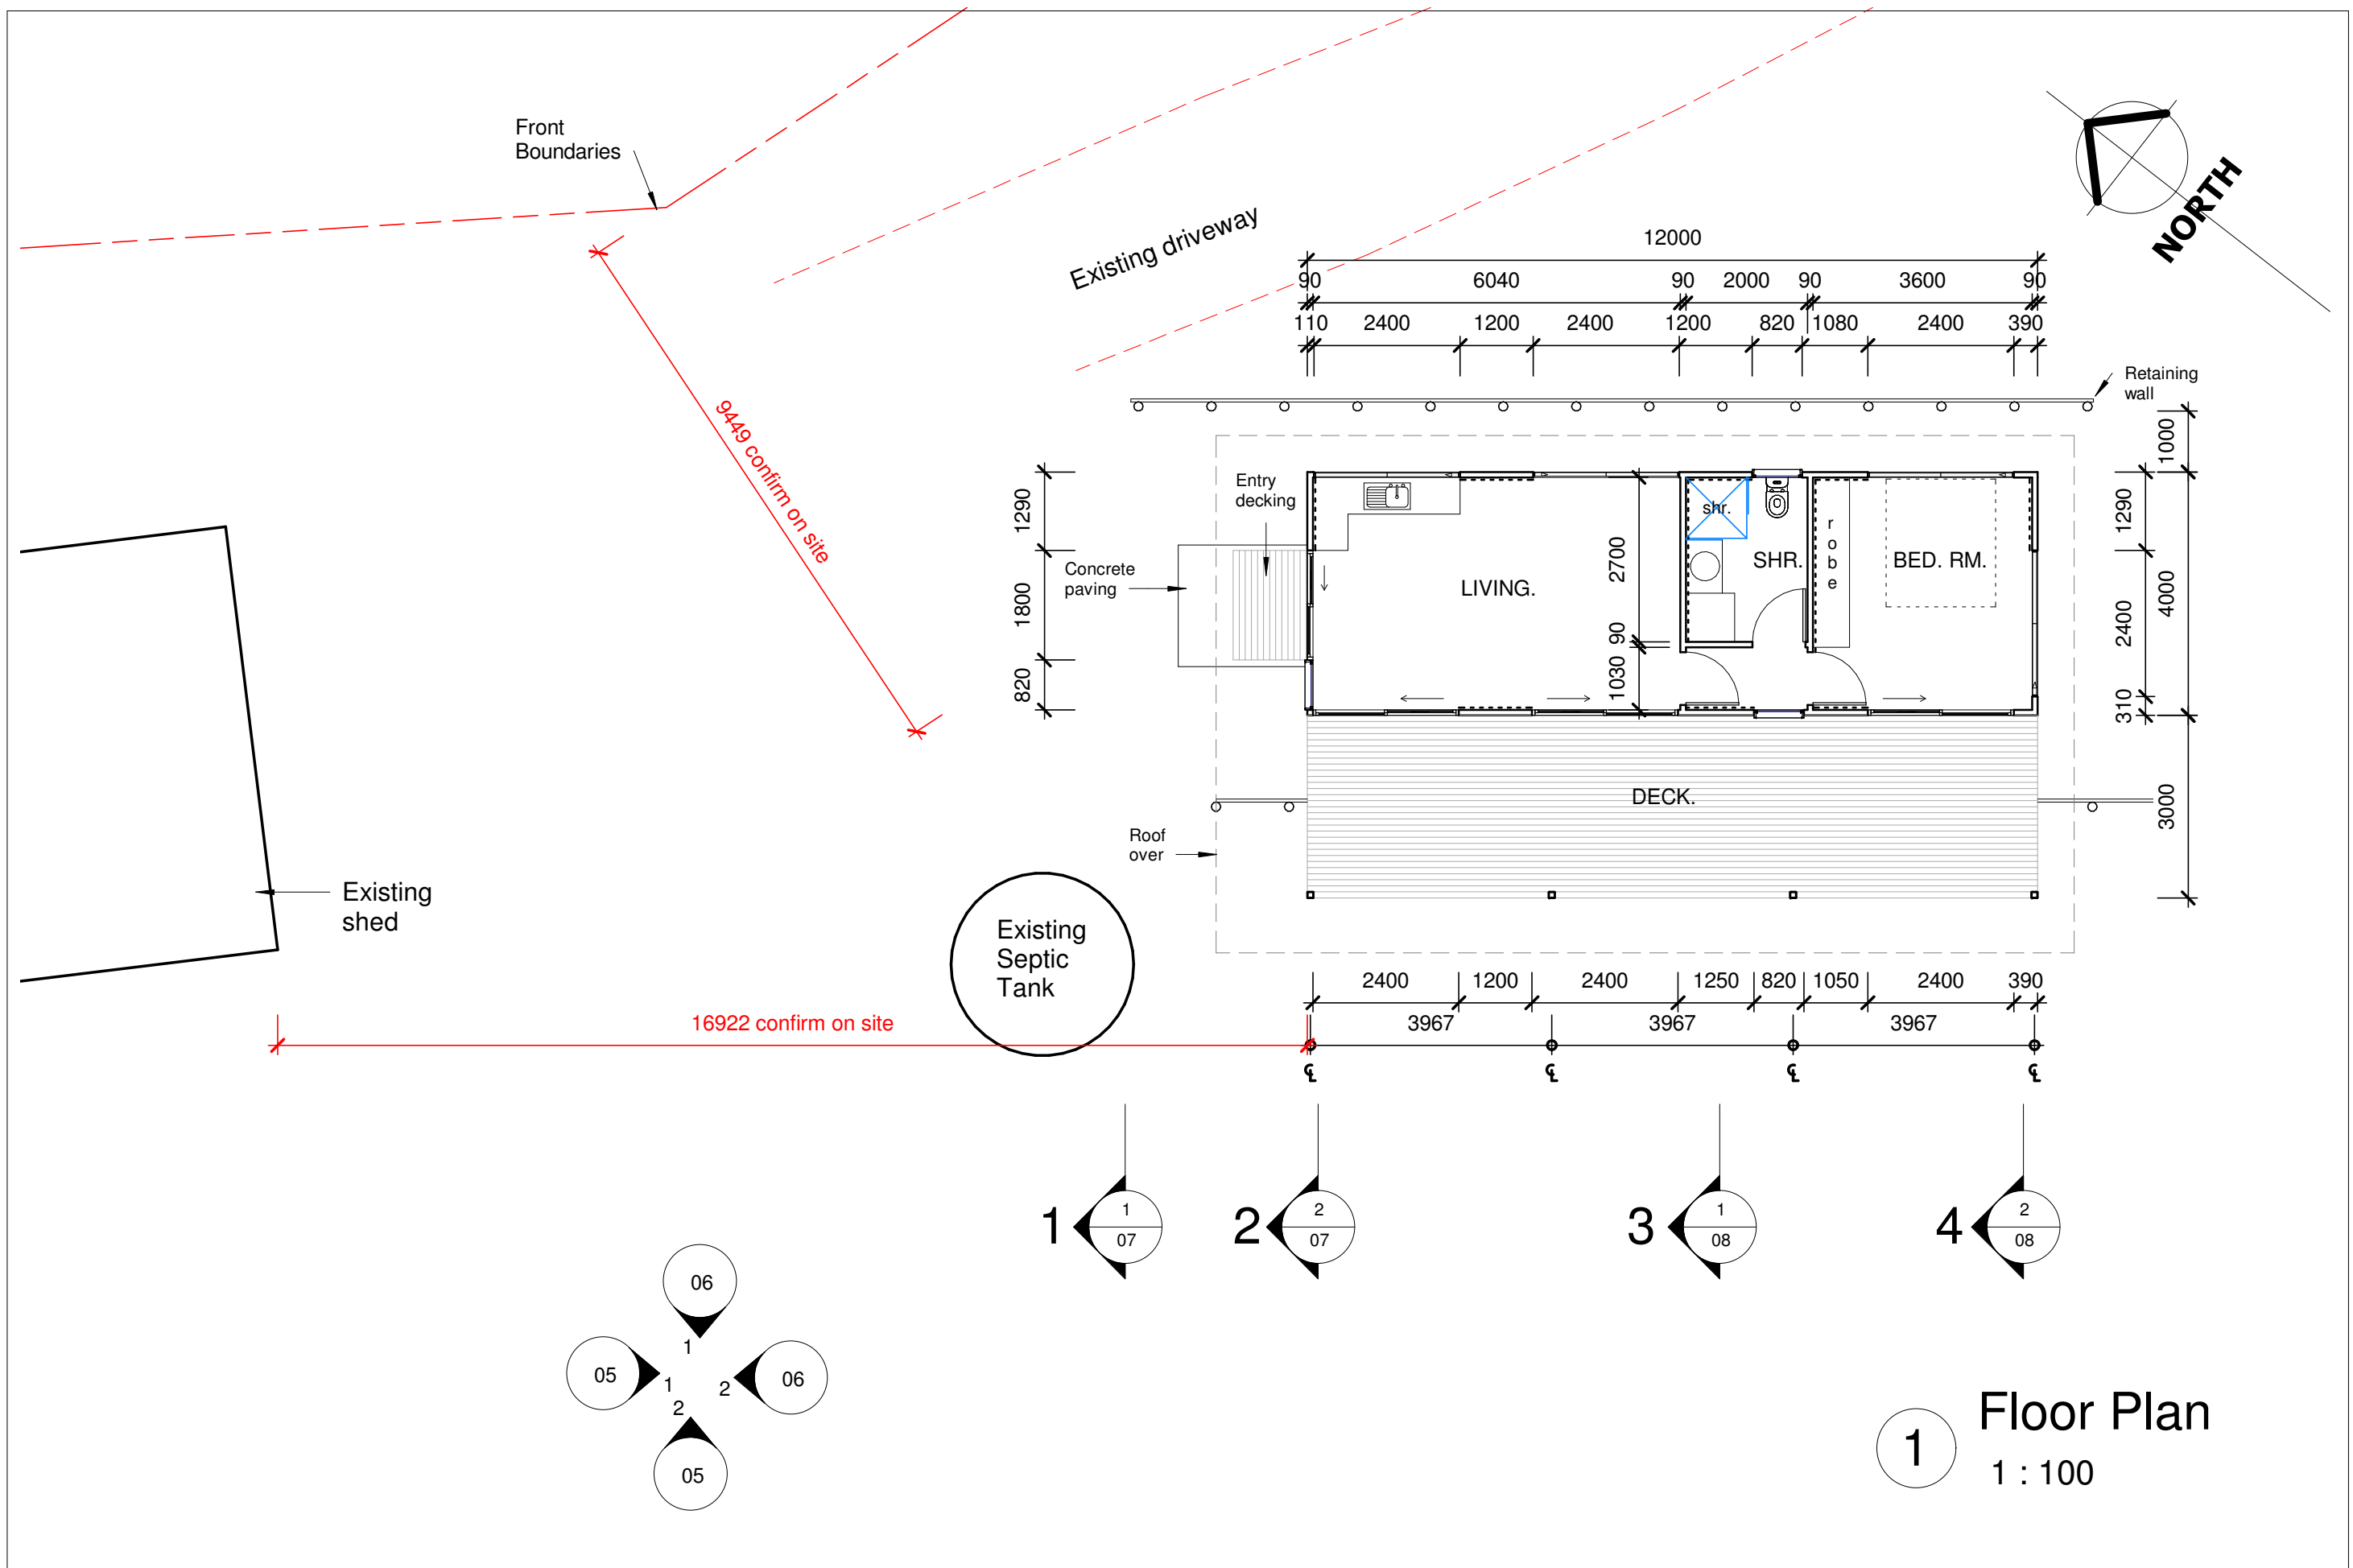 Front
Boundaries
NORTH
Existing driveway
12000
90 6040 90 2000 90 3600 90
110 2400 1200 2400 1200 820 1080 2400 390
Retaining
wall
9449 confirm on site
1000
1290
1800
820
Entry
decking
Concrete
paving
2700
90
1030
shr.
SHR.
robe
BED. RM.
LIVING.
1290
2400
310
4000
3000
DECK.
Roof
over
Existing
shed
Existing
Septic
Tank
2400 1200 2400 1250 820 1050 2400 390
16922 confirm on site
3967 3967 3967
℄ ℄ ℄ ℄
1 1 07
2 2 07
3 1 08
4 2 08
06
1
05 1
2 06
2
05
1 Floor Plan
1 : 100